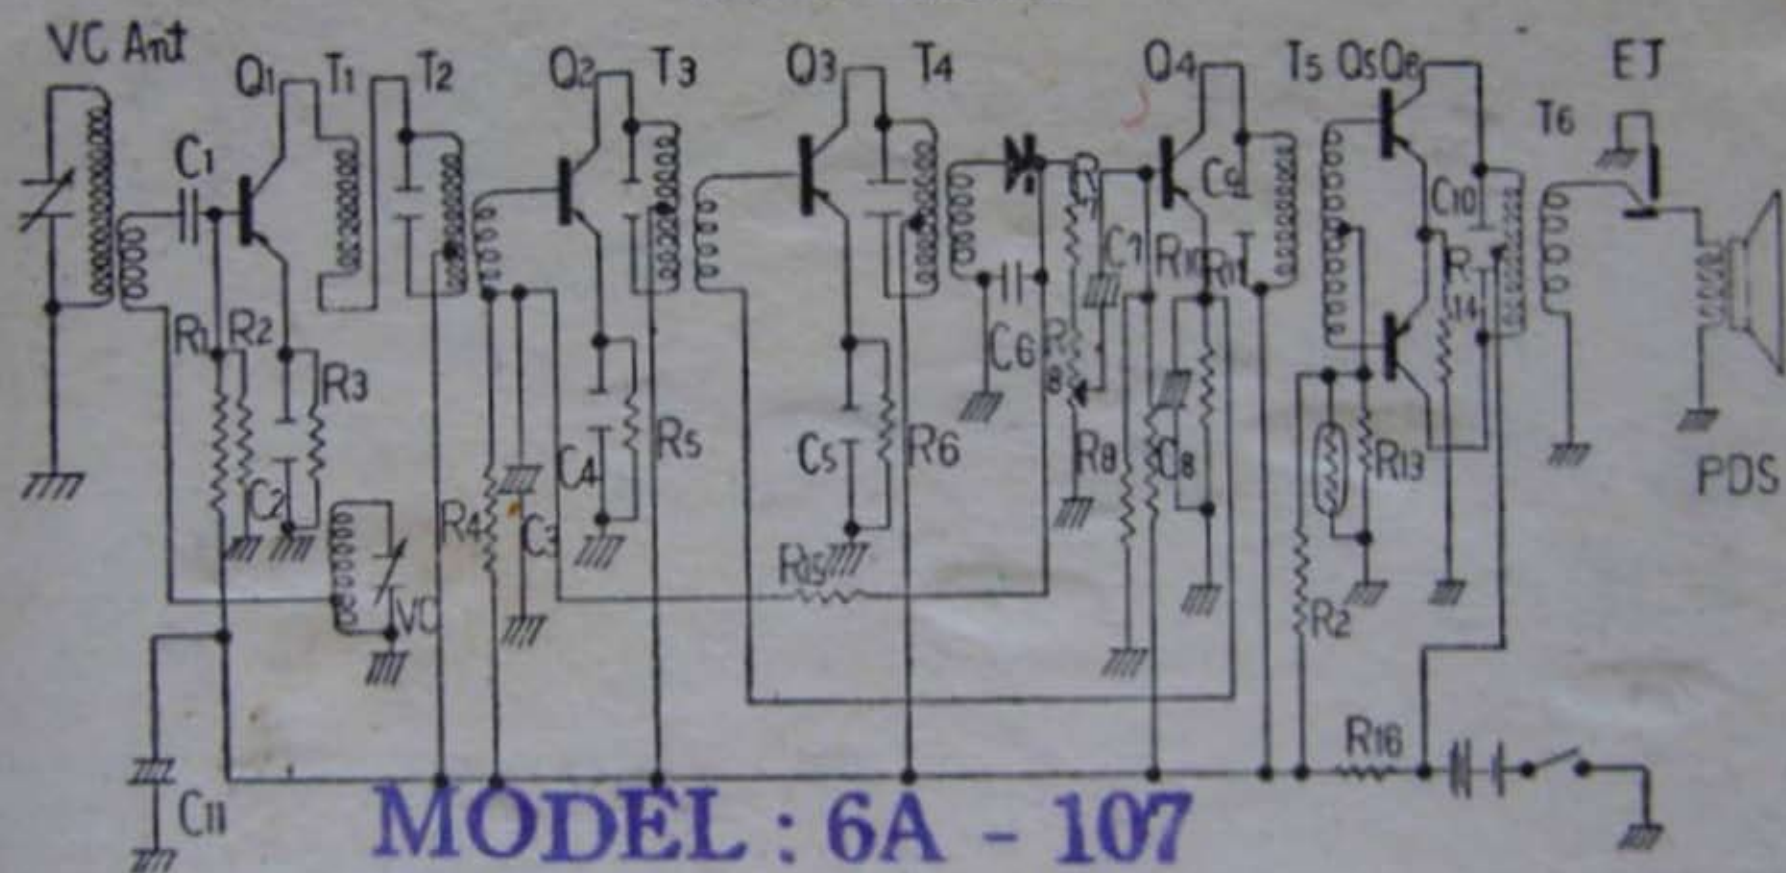 VC Ant
Q1
T1
T2
Q2
T3
Q3
T4
Q4
T5
Q5Q6
EJ
T6
C1
C9
C10
C7
R10
R11
R14
R1
R2
R3
C6
R5
R6
C5
R8
C8
R13
PDS
C2
C4
R4
C3
R15
VC
R2
R16
C11
MODEL : 6A - 107